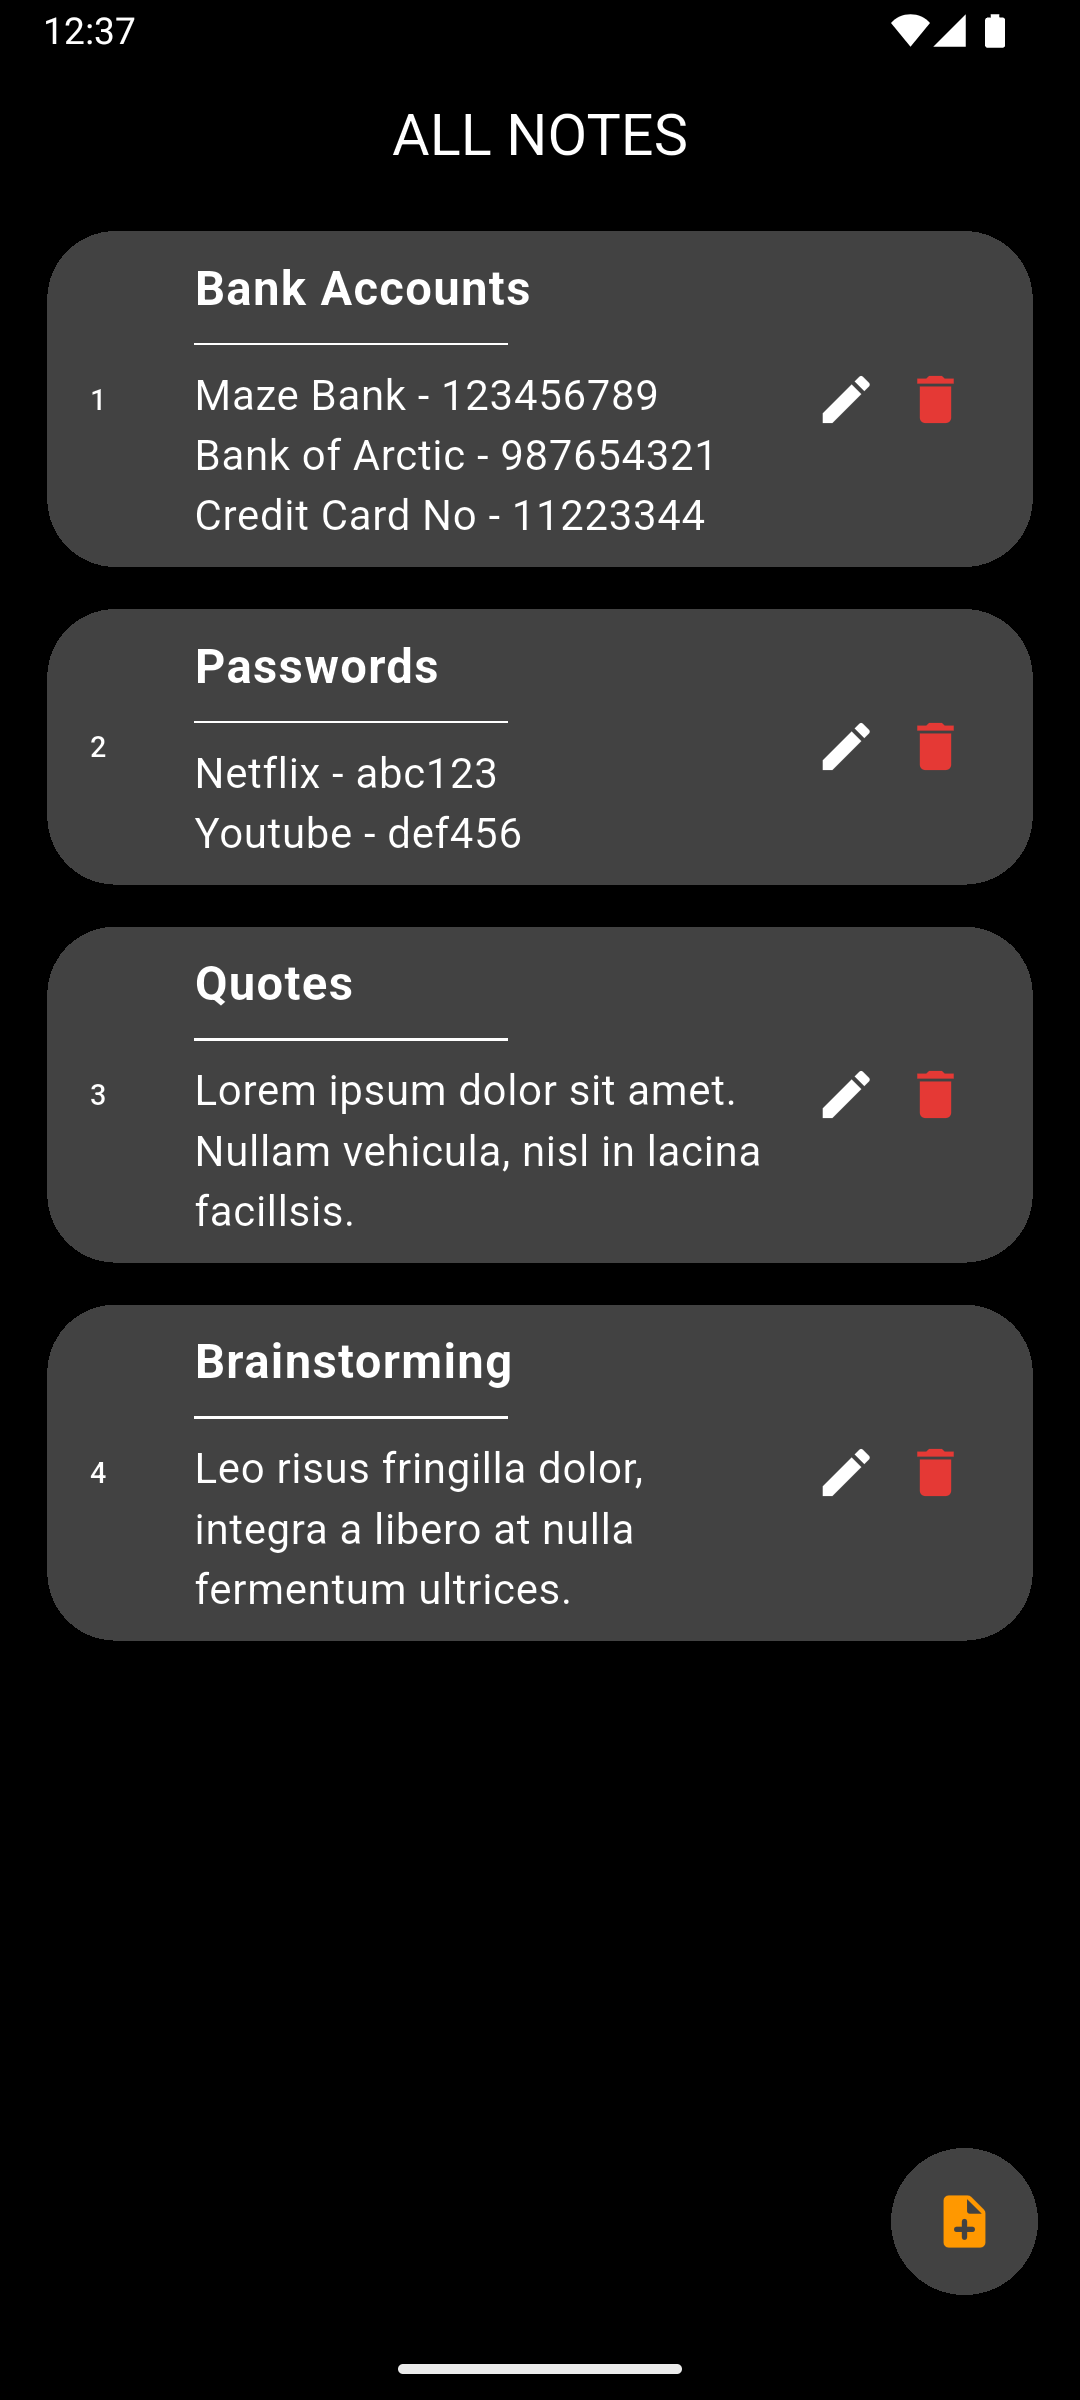 12:37
ALL NOTES
Bank Accounts
1
Maze Bank - 123456789
Bank of Arctic - 987654321
Credit Card No - 11223344
Passwords
2
Netflix - abc123
Youtube - def456
Quotes
3
Lorem ipsum dolor sit amet.
Nullam vehicula, nisl in lacina
facillsis.
Brainstorming
4
Leo risus fringilla dolor,
integra a libero at nulla
fermentum ultrices.